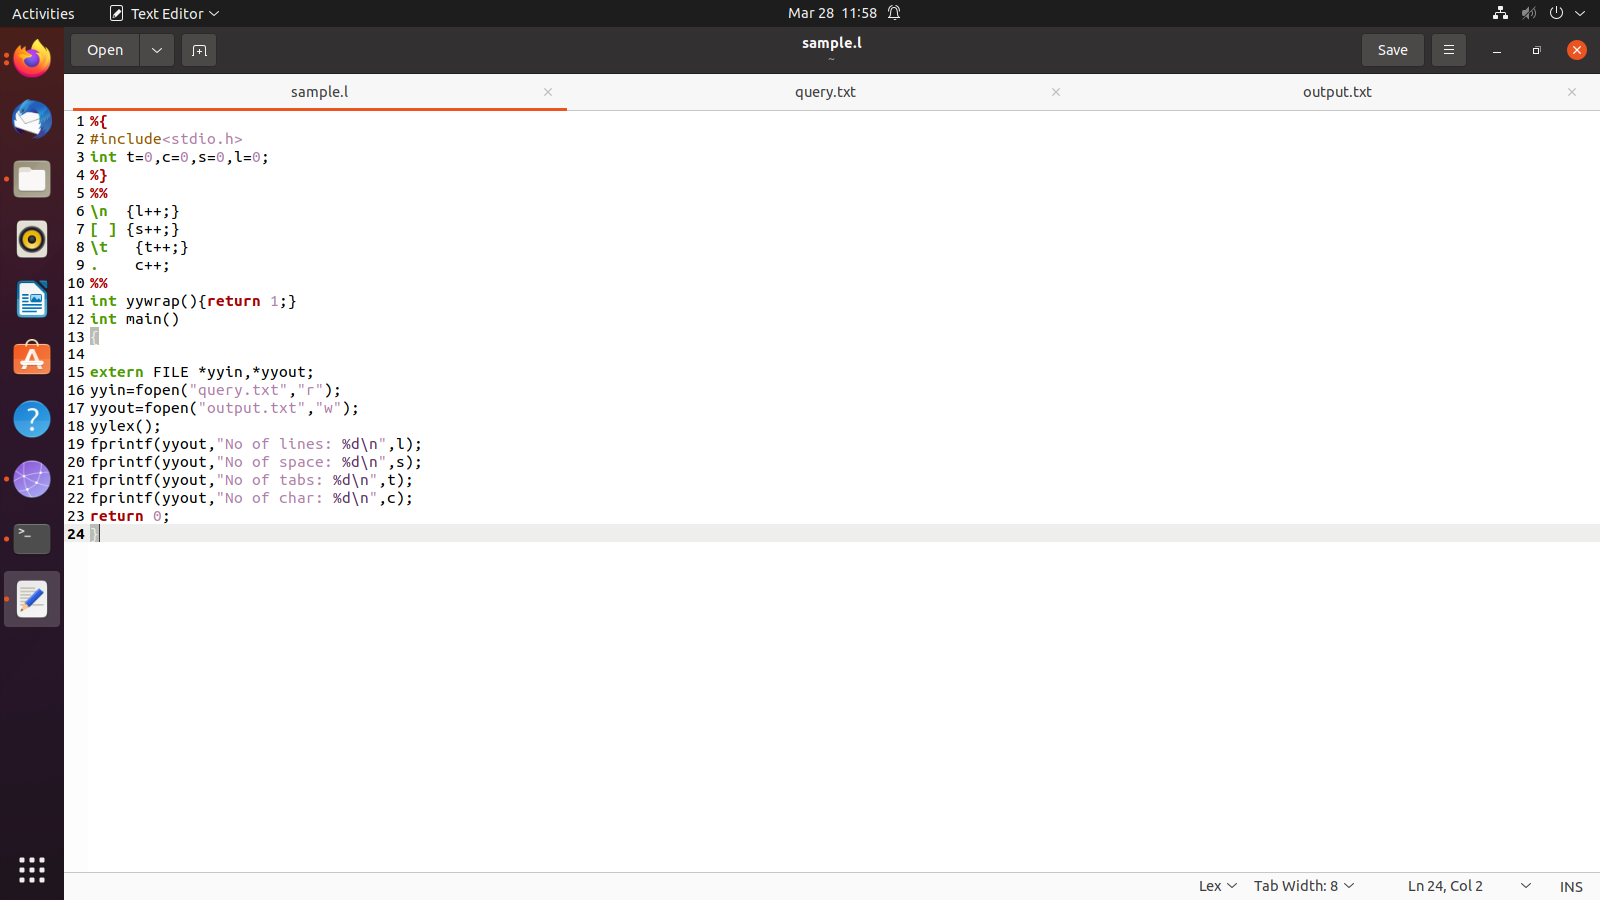 Activities Text Editor Mar 28 11:58
Open sample.l Save
~
sample.l query.txt output.txt
1 %{
2 #include<stdio.h>
3 int t=0,c=0,s=0,l=0;
4 %}
5 %%
6 \n  {l++;}
7 [ ] {s++;}
8 \t   {t++;}
9 .    c++;
10 %%
11 int yywrap(){return 1;}
12 int main()
13 {
14
15 extern FILE *yyin,*yyout;
16 yyin=fopen("query.txt","r");
17 yyout=fopen("output.txt","w");
18 yylex();
19 fprintf(yyout,"No of lines: %d\n",l);
20 fprintf(yyout,"No of space: %d\n",s);
21 fprintf(yyout,"No of tabs: %d\n",t);
22 fprintf(yyout,"No of char: %d\n",c);
23 return 0;
24 }
Lex Tab Width: 8 Ln 24, Col 2 INS